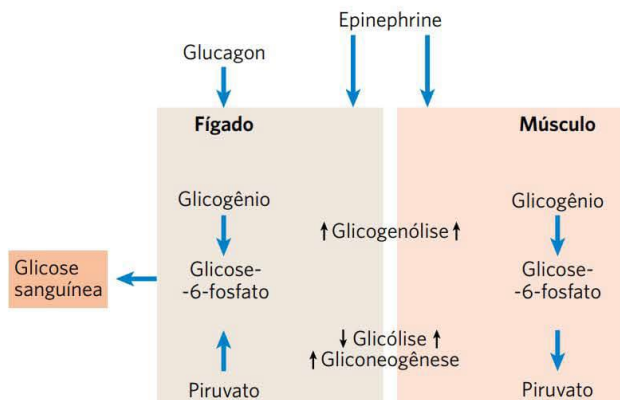 Epinephrine
Glucagon
Fígado
Músculo
Glicogênio
Glicogênio
↑ Glicogenólise ↑
Glicose
sanguínea
Glicose-
-6-fosfato
Glicose-
-6-fosfato
↓ Glicólise ↑
↑ Gliconeogênese
Piruvato
Piruvato